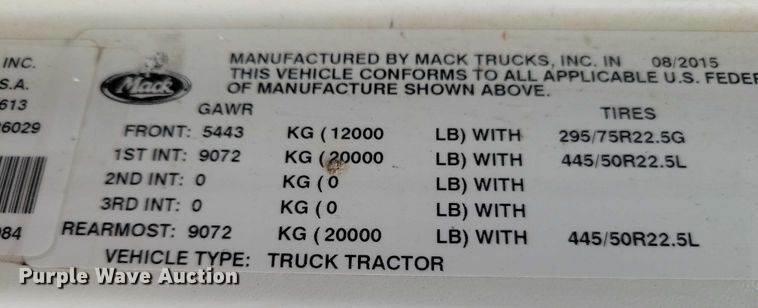 INC.
S.A.
613
6029
84
Mack
MANUFACTURED BY MACK TRUCKS, INC. IN 08/2015
THIS VEHICLE CONFORMS TO ALL APPLICABLE U.S. FEDER
OF MANUFACTURE SHOWN ABOVE.
GAWR TIRES
FRONT: 5443 KG (12000 LB) WITH 295/75R22.5G
1ST INT: 9072 KG (20000 LB) WITH 445/50R22.5L
2ND INT: 0 KG (0 LB) WITH
3RD INT: 0 KG (0 LB) WITH
REARMOST: 9072 KG (20000 LB) WITH 445/50R22.5L
VEHICLE TYPE: TRUCK TRACTOR
Purple Wave Auction